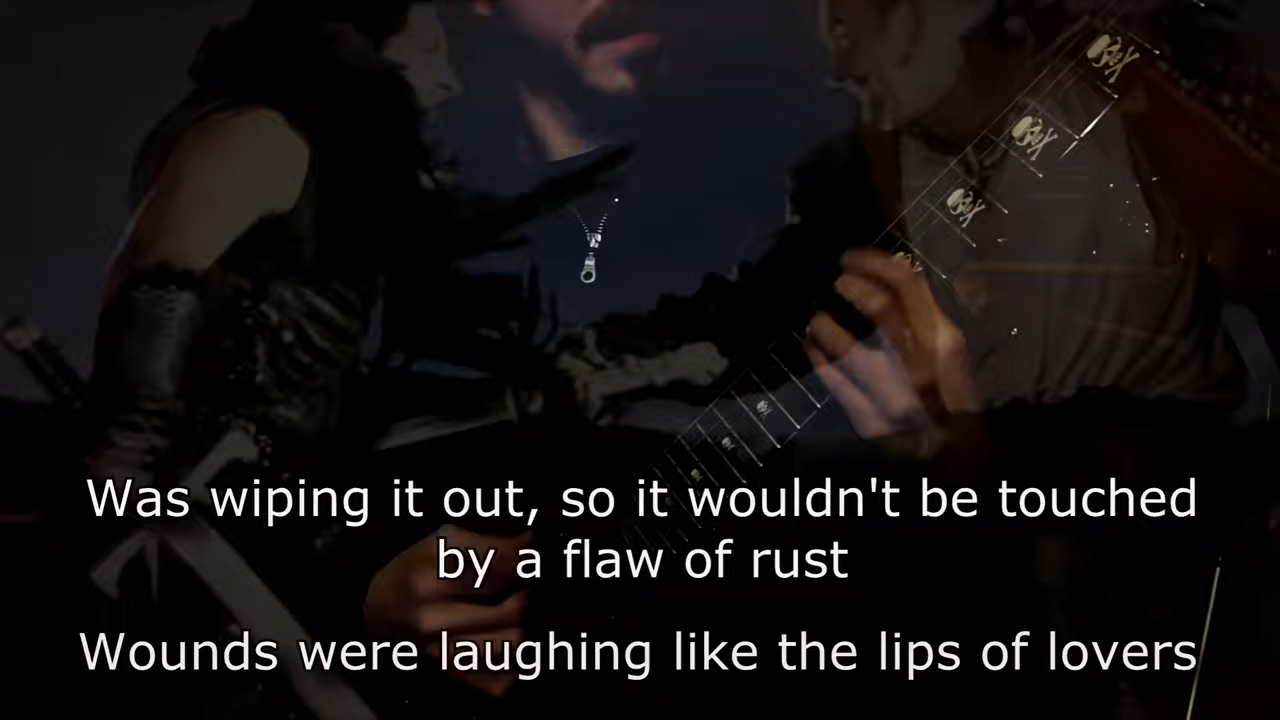 Was wiping it out, so it wouldn't be touched
by a flaw of rust
Wounds were laughing like the lips of lovers